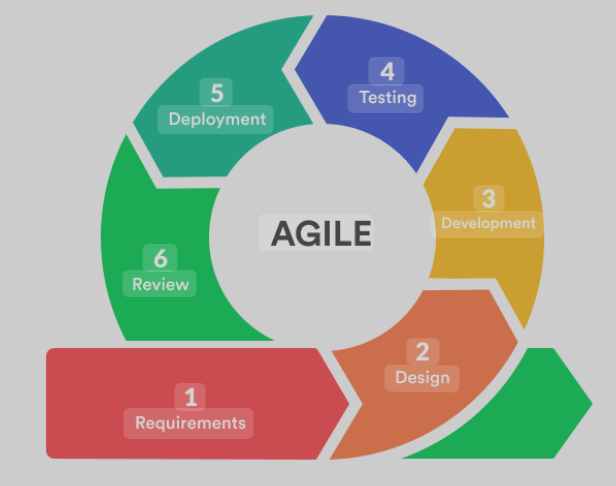 AGILE
1
Requirements
2
Design
3
Development
4
Testing
5
Deployment
6
Review